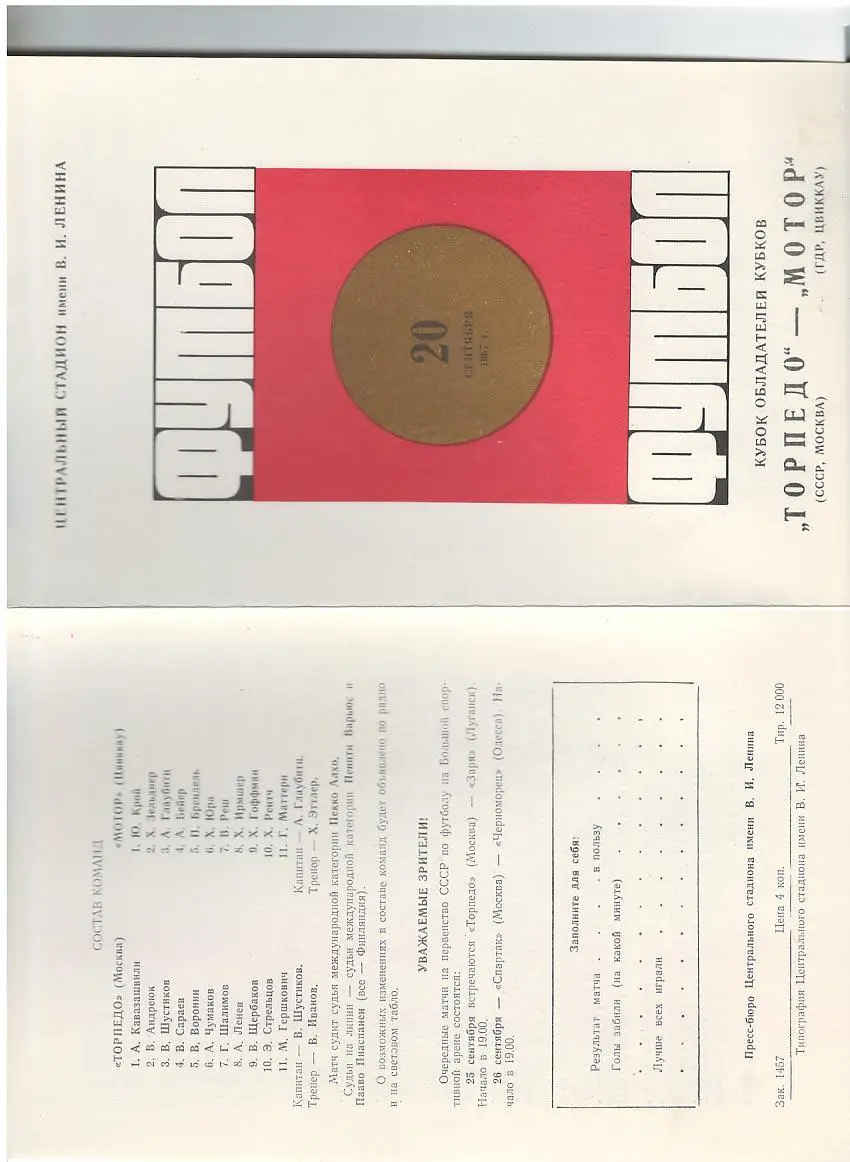 ЦЕНТРАЛЬНЫЙ СТАДИОН имени В. И. ЛЕНИНА
ФУТБОЛ
20
СЕНТЯБРЯ
1967 г.
ФУТБОЛ
КУБОК ОБЛАДАТЕЛЕЙ КУБКОВ
„ТОРПЕДО“ — „МОТОР“
(СССР, МОСКВА) (ГДР, ЦВИККАУ)
СОСТАВ КОМАНД
«ТОРПЕДО» (Москва)
1. А. Кавазашвили
2. В. Андреюк
3. В. Шустиков
4. В. Сараев
5. В. Воронин
6. А. Чумаков
7. Г. Шалимов
8. А. Ленев
9. В. Щербаков
10. Э. Стрельцов
11. М. Гершкович
Капитан — В. Шустиков.
Тренер — В. Иванов.
«МОТОР» (Цвиккау)
1. Ю. Крой
2. Х. Зельднер
3. А. Глаубитц
4. А. Бейер
5. П. Брендель
6. Х. Юра
7. В. Реш
8. Х. Ирмшер
9. Х. Гоффман
10. Х. Рентч
11. Г. Маттерн
Капитан — А. Глаубитц.
Тренер — Х. Эттлер.
Матч судит судья международной категории Пекко Алхо.
Судьи на линии — судьи международной категории Пентти Варьюс и
Пааво Пиаспанен (все — Финляндия).
О возможных изменениях в составе команд будет объявлено по радио
и на световом табло.
УВАЖАЕМЫЕ ЗРИТЕЛИ!
Очередные матчи на первенство СССР по футболу на Большой спор-
тивной арене состоятся:
25 сентября встречаются «Торпедо» (Москва) — «Заря» (Луганск).
Начало в 19.00.
26 сентября — «Спартак» (Москва) — «Черноморец» (Одесса). На-
чало в 19.00.
Заполните для себя:
Результат матча . . . . в пользу . . . . .
Голы забили (на какой минуте) . . . . . .
. . . . . . . . . . . . . .
Лучше всех играли . . . . . . . . .
. . . . . . . . . . . . . .
Пресс-бюро Центрального стадиона имени В. И. Ленина
Зак. 1457 Цена 4 коп. Тир. 12 000
Типография Центрального стадиона имени В. И. Ленина